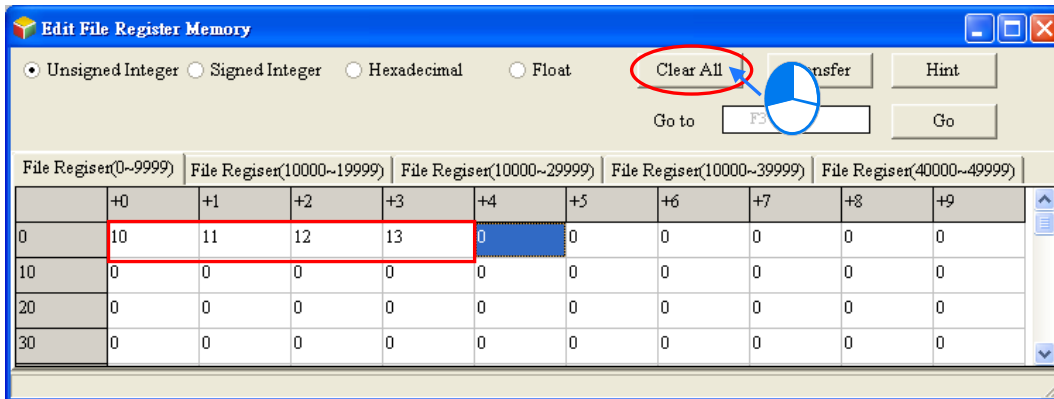 Edit File Register Memory
Unsigned Integer Signed Integer Hexadecimal Float Clear All Hint
Go to Go
File Regiser(0~9999) File Regiser(10000~19999) File Regiser(10000~29999) File Regiser(10000~39999) File Regiser(40000~49999)
+0 +1 +2 +3 +4 +5 +6 +7 +8 +9
0 10 11 12 13 0 0 0 0 0 0
10 0 0 0 0 0 0 0 0 0 0
20 0 0 0 0 0 0 0 0 0 0
30 0 0 0 0 0 0 0 0 0 0